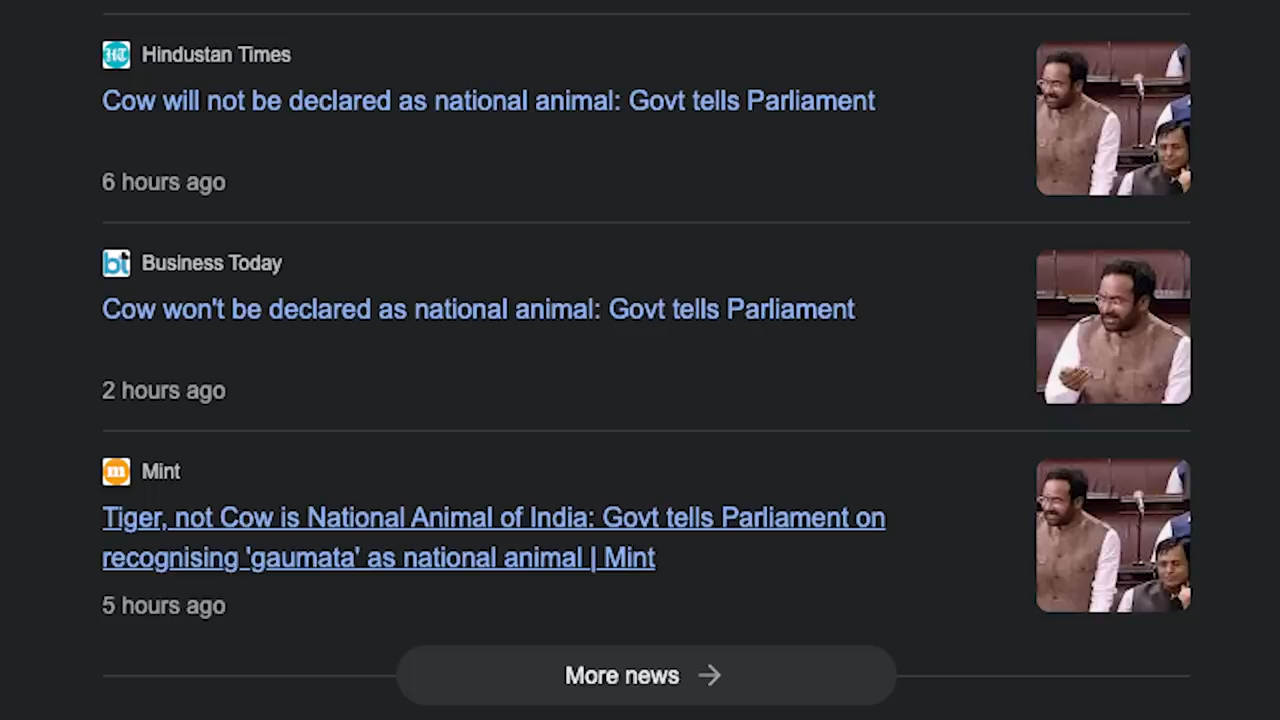 HT Hindustan Times
Cow will not be declared as national animal: Govt tells Parliament
6 hours ago
bt Business Today
Cow won't be declared as national animal: Govt tells Parliament
2 hours ago
m Mint
Tiger, not Cow is National Animal of India: Govt tells Parliament on
recognising 'gaumata' as national animal | Mint
5 hours ago
More news